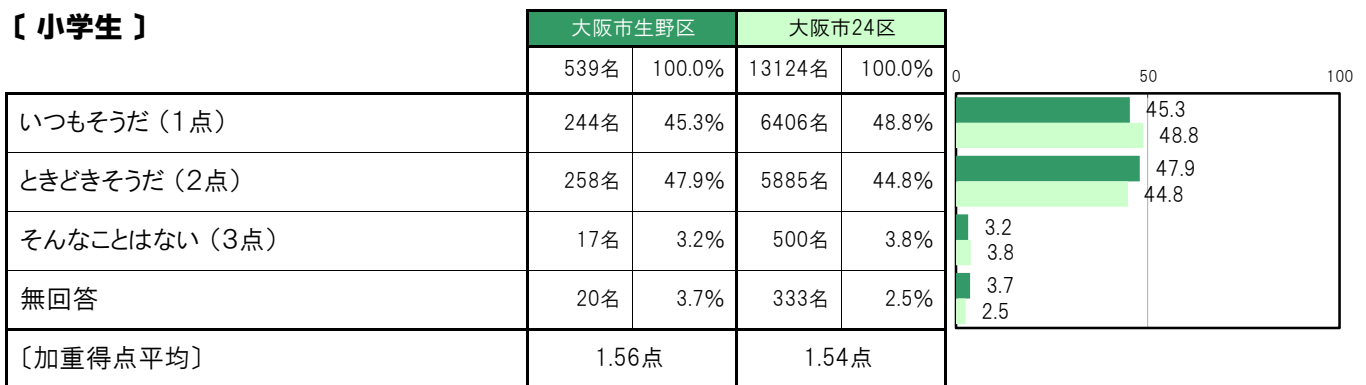 〔 小学生 〕
大阪市生野区 大阪市24区
539名 100.0% 13124名 100.0%
0 50 100
いつもそうだ（1点） 244名 45.3% 6406名 48.8%
45.3
48.8
ときどきそうだ（2点） 258名 47.9% 5885名 44.8%
47.9
44.8
そんなことはない（3点） 17名 3.2% 500名 3.8%
3.2
3.8
無回答 20名 3.7% 333名 2.5%
3.7
2.5
〔加重得点平均〕 1.56点 1.54点